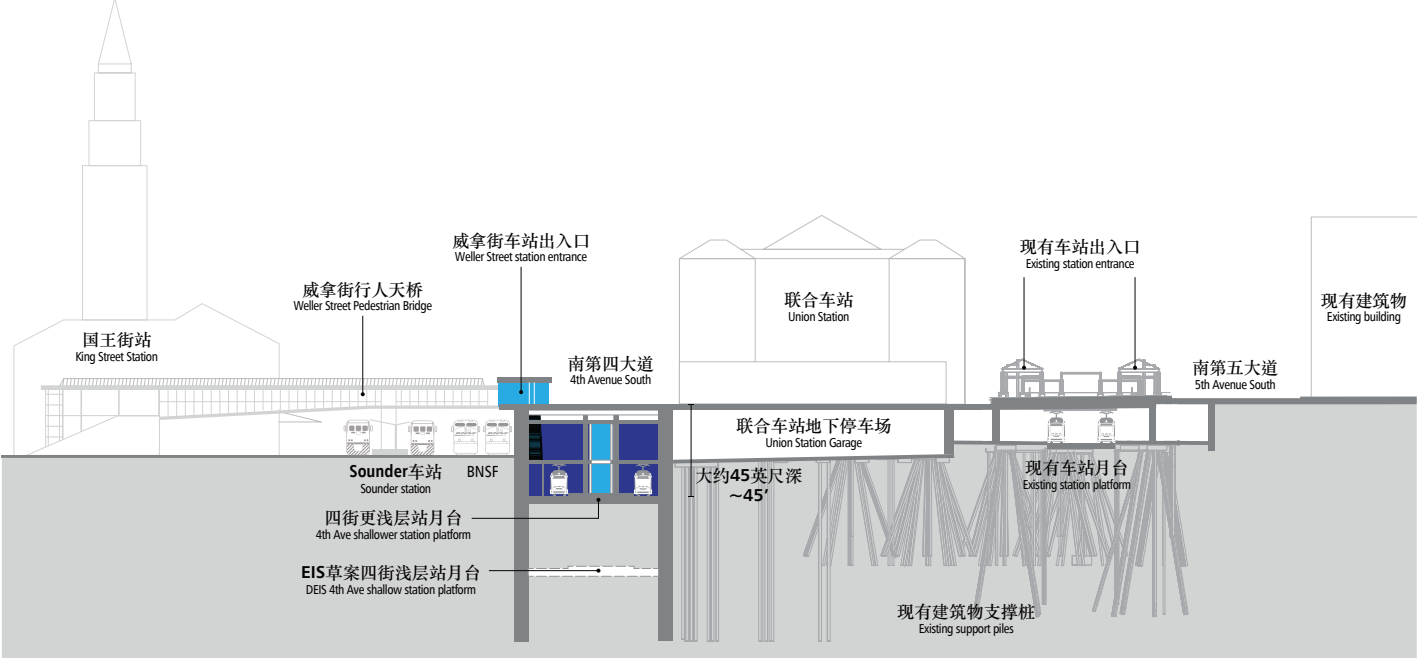 威拿街车站出入口
Weller Street station entrance
现有车站出入口
Existing station entrance
威拿街行人天桥
Weller Street Pedestrian Bridge
联合车站
Union Station
现有建筑物
Existing building
国王街站
King Street Station
南第四大道
4th Avenue South
南第五大道
5th Avenue South
联合车站地下停车场
Union Station Garage
Sounder车站
Sounder station
BNSF
大约45英尺深
~45’
现有车站月台
Existing station platform
四街更浅层站月台
4th Ave shallower station platform
EIS草案四街浅层站月台
DEIS 4th Ave shallow station platform
现有建筑物支撑桩
Existing support piles